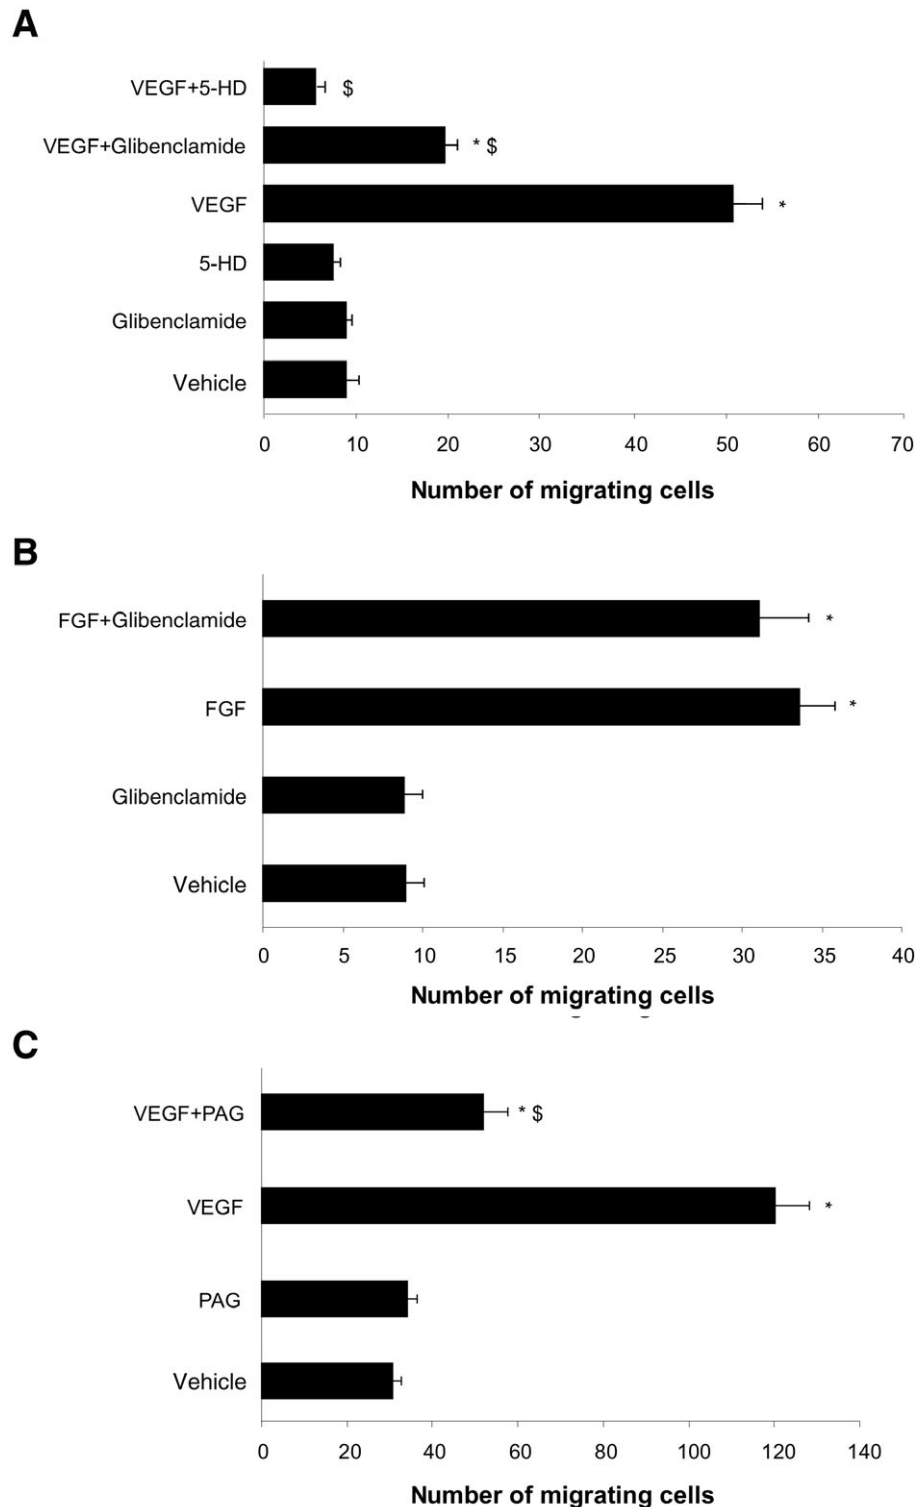 A
VEGF+5-HD $
VEGF+Glibenclamide * $
VEGF *
5-HD
Glibenclamide
Vehicle
0 10 20 30 40 50 60 70
Number of migrating cells
B
FGF+Glibenclamide *
FGF *
Glibenclamide
Vehicle
0 5 10 15 20 25 30 35 40
Number of migrating cells
C
VEGF+PAG * $
VEGF *
PAG
Vehicle
0 20 40 60 80 100 120 140
Number of migrating cells